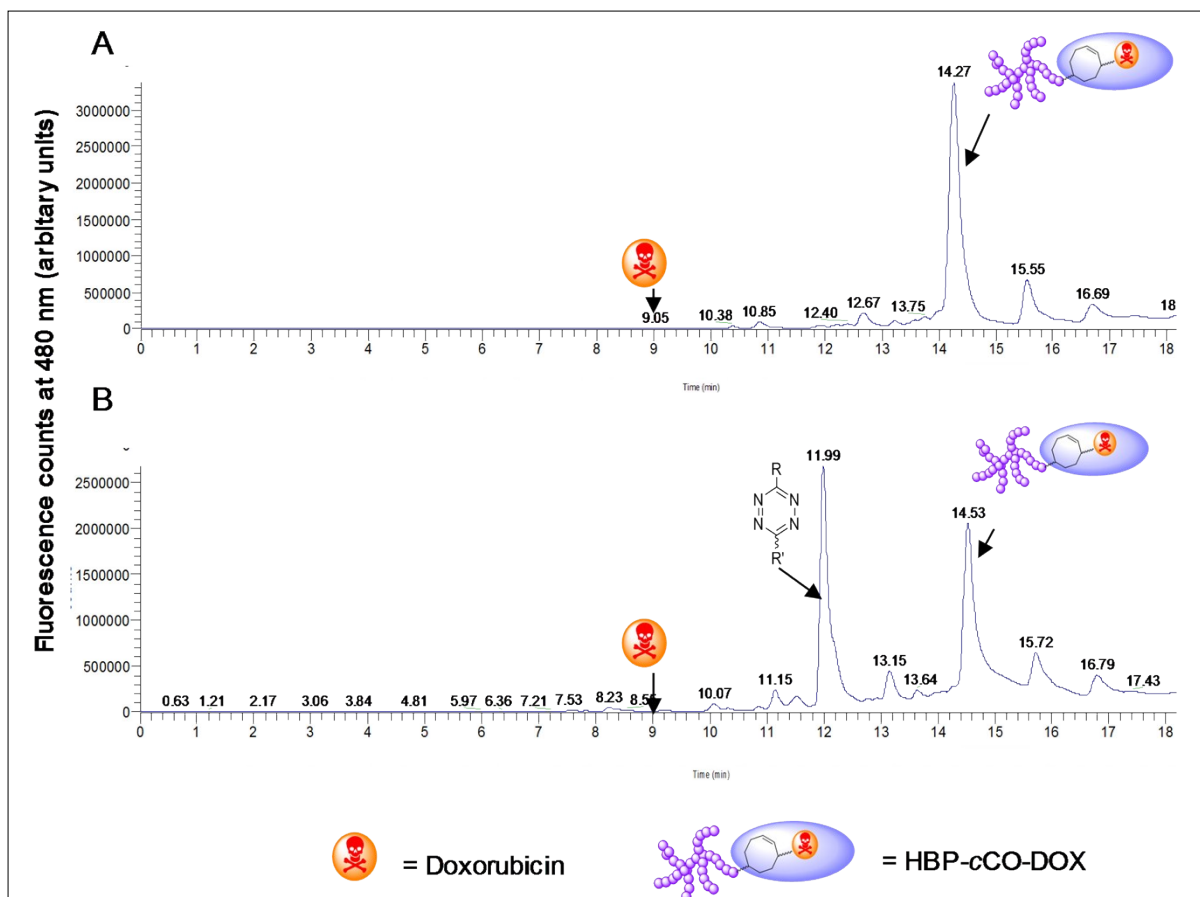 A
Fluorescence counts at 480 nm (arbitary units)
3000000
2500000
2000000
1500000
1000000
500000
0
9.05
10.38
10.85
12.40
12.67
13.75
14.27
15.55
16.69
18
0 1 2 3 4 5 6 7 8 9 10 11 12 13 14 15 16 17 18
Time (min)
B
2500000
2000000
1500000
1000000
500000
0
0.63 1.21 2.17 3.06 3.84 4.81 5.97 6.36 7.21 7.53 8.23
10.07
11.15
11.99
13.15
13.64
14.53
15.72
16.79
17.43
R
N N
N N
R'
0 1 2 3 4 5 6 7 8 9 10 11 12 13 14 15 16 17 18
Time (min)
= Doxorubicin
= HBP-cCO-DOX